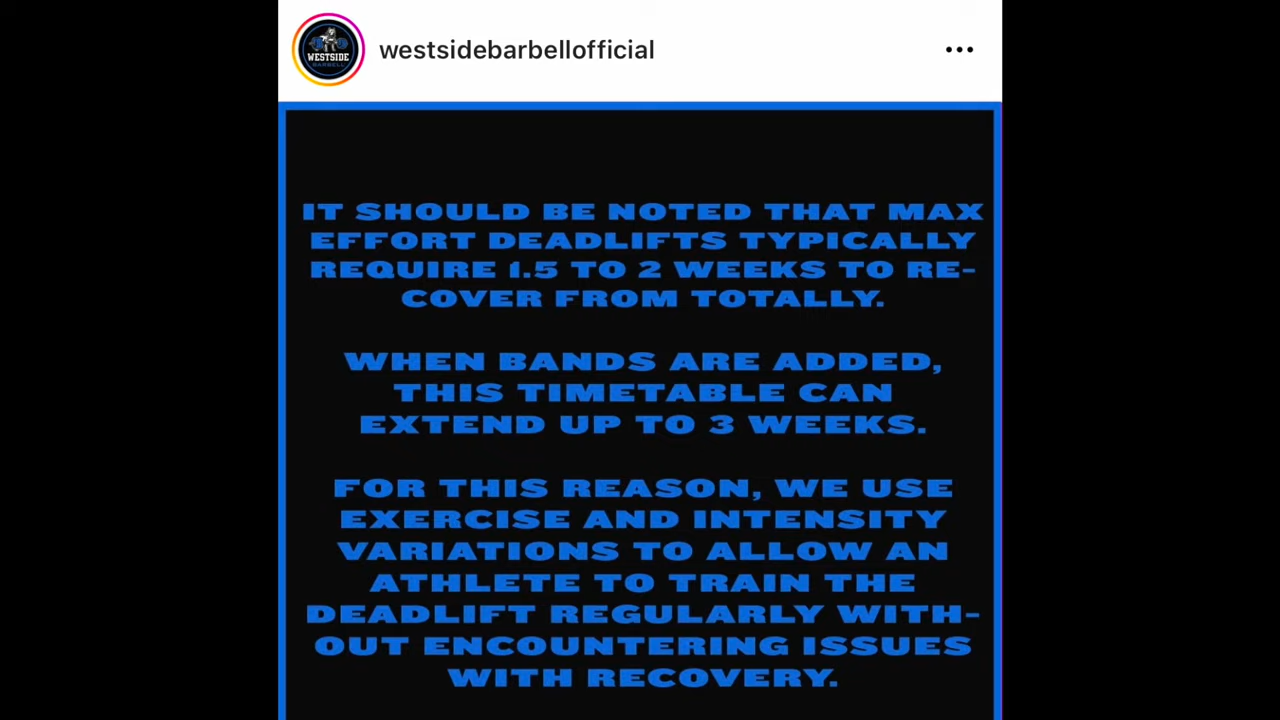 WESTSIDE
BARBELL
westsidebarbellofficial
IT SHOULD BE NOTED THAT MAX
EFFORT DEADLIFTS TYPICALLY
REQUIRE 1.5 TO 2 WEEKS TO RE-
COVER FROM TOTALLY.
WHEN BANDS ARE ADDED,
THIS TIMETABLE CAN
EXTEND UP TO 3 WEEKS.
FOR THIS REASON, WE USE
EXERCISE AND INTENSITY
VARIATIONS TO ALLOW AN
ATHLETE TO TRAIN THE
DEADLIFT REGULARLY WITH-
OUT ENCOUNTERING ISSUES
WITH RECOVERY.